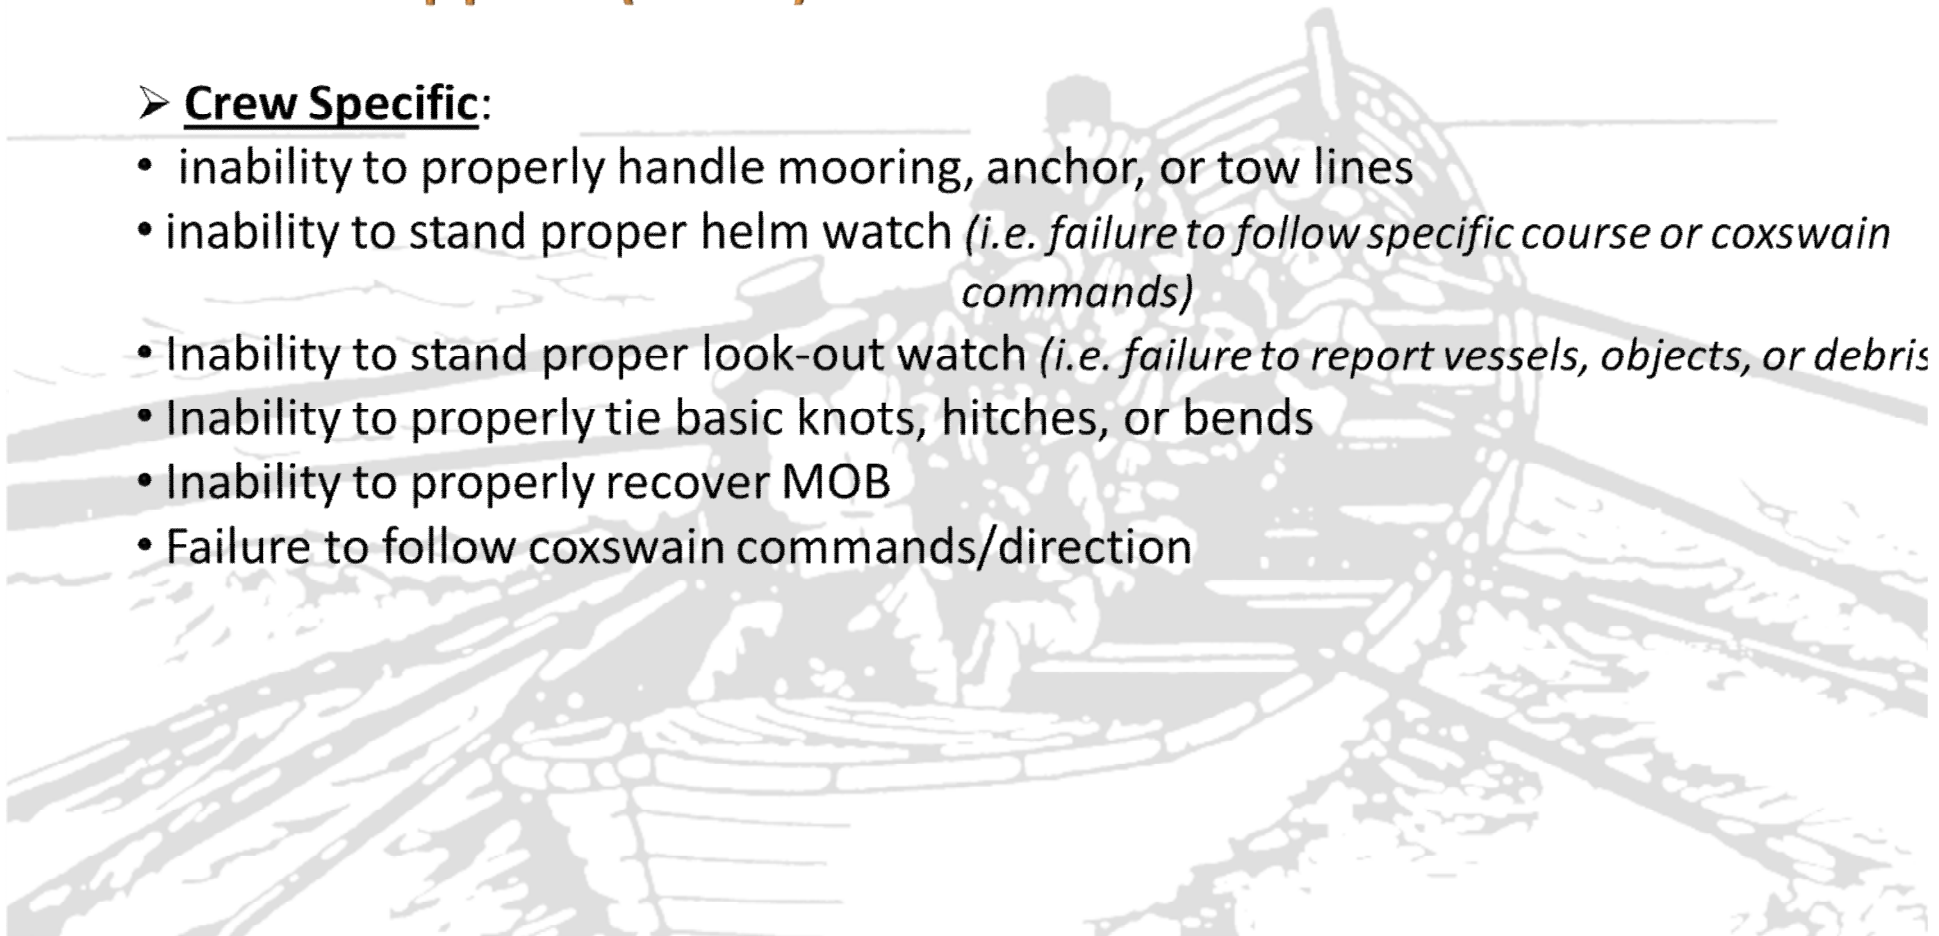 ➢ Crew Specific:
• inability to properly handle mooring, anchor, or tow lines
• inability to stand proper helm watch (i.e. failure to follow specific course or coxswain
commands)
• Inability to stand proper look-out watch (i.e. failure to report vessels, objects, or debris
• Inability to properly tie basic knots, hitches, or bends
• Inability to properly recover MOB
• Failure to follow coxswain commands/direction